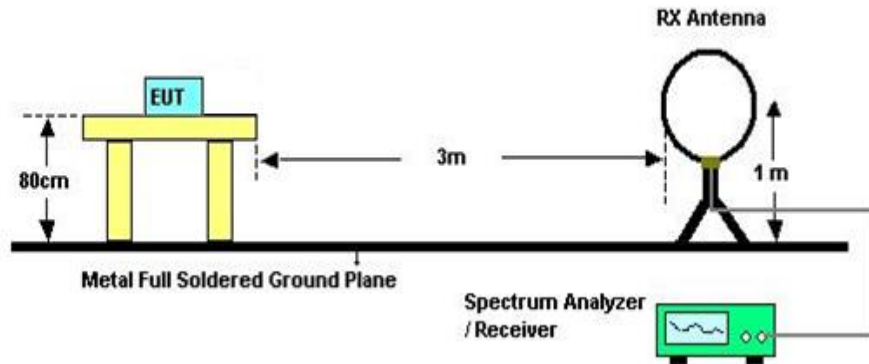 RX Antenna
EUT
80cm
3m
1 m
Metal Full Soldered Ground Plane
Spectrum Analyzer
/ Receiver